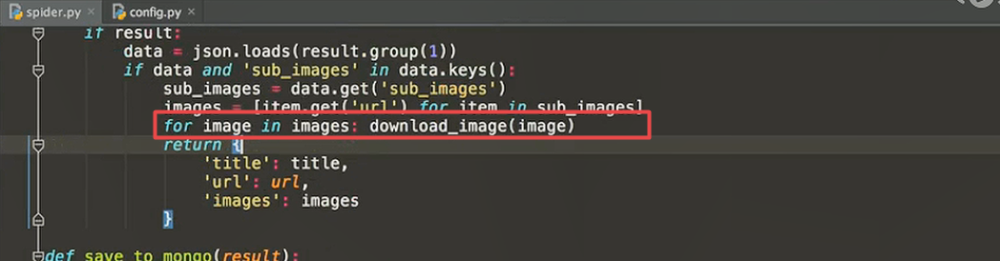 spider.py × config.py ×
if result:
data = json.loads(result.group(1))
if data and 'sub_images' in data.keys():
sub_images = data.get('sub_images')
images = [item.get('url') for item in sub_images]
for image in images: download_image(image)
return {
'title': title,
'url': url,
'images': images
}
def save_to_mongo(result):